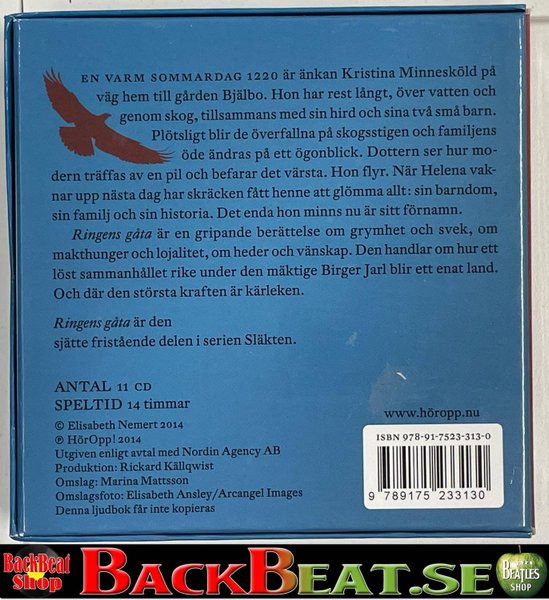 EN VARM SOMMARDAG 1220 är änkan Kristina Minnesköld på
väg hem till gården Bjälbo. Hon har rest långt, över vatten och
genom skog, tillsammans med sin hird och sina två små barn.
Plötsligt blir de överfallna på skogsstigen och familjens
öde ändras på ett ögonblick. Dottern ser hur mo-
dern träffas av en pil och befarar det värsta. Hon flyr. När Helena vak-
nar upp nästa dag har skräcken fått henne att glömma allt: sin barndom,
sin familj och sin historia. Det enda hon minns nu är sitt förnamn.
Ringens gåta är en gripande berättelse om grymhet och svek, om
makthunger och lojalitet, om heder och vänskap. Den handlar om hur ett
löst sammanhållet rike under den mäktige Birger Jarl blir ett enat land.
Och där den största kraften är kärleken.
Ringens gåta är den
sjätte fristående delen i serien Släkten.
ANTAL 11 CD
SPELTID 14 timmar
© Elisabeth Nemert 2014
℗ HörOpp! 2014
Utgiven enligt avtal med Nordin Agency AB
Produktion: Rickard Källqwist
Omslag: Marina Mattsson
Omslagsfoto: Elisabeth Ansley/Arcangel Images
Denna ljudbok får inte kopieras
www.höropp.nu
ISBN 978-91-7523-313-0
9 789175 233130
BackBeat
Shop
BACKBEAT.SE
BEATLES
SHOP